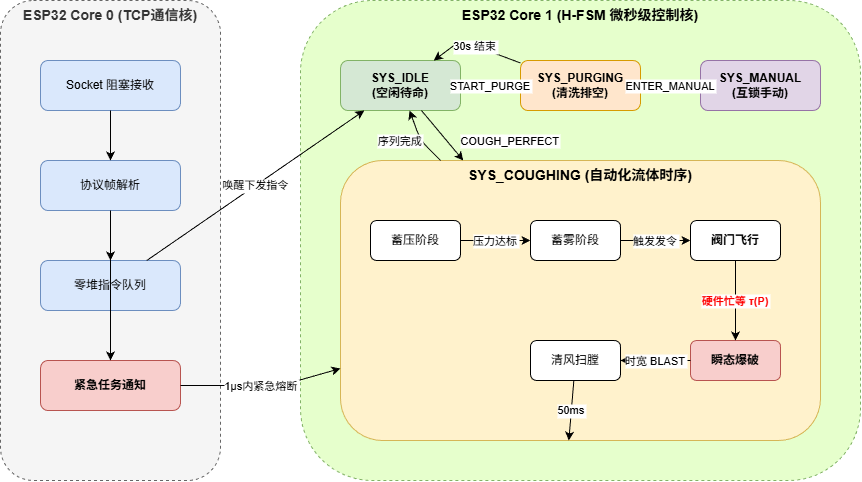 ESP32 Core 0 (TCP通信核)
Socket 阻塞接收
协议帧解析
零堆指令队列
紧急任务通知
唤醒下发指令
1μs内紧急熔断
ESP32 Core 1 (H-FSM 微秒级控制核)
30s 结束
SYS_IDLE
(空闲待命)
START_PURGE
SYS_PURGING
(清洗排空)
ENTER_MANUAL
SYS_MANUAL
(互锁手动)
序列完成
COUGH_PERFECT
SYS_COUGHING (自动化流体时序)
蓄压阶段
压力达标
蓄雾阶段
触发发令
阀门飞行
硬件忙等 τ(P)
清风扫膛
时宽 BLAST
瞬态爆破
50ms